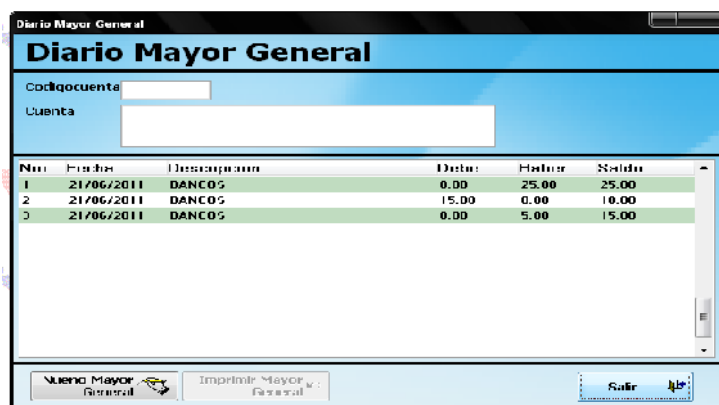 Diario Mayor General
Diario Mayor General
Codigocuenta
Cuenta
No Fecha Descripcion Debe Haber Saldo
1 21/06/2011 BANCOS 0.00 25.00 25.00
2 21/06/2011 BANCOS 15.00 0.00 10.00
3 21/06/2011 BANCOS 0.00 5.00 15.00
Nuevo Mayor General
Imprimir Mayor General
Salir